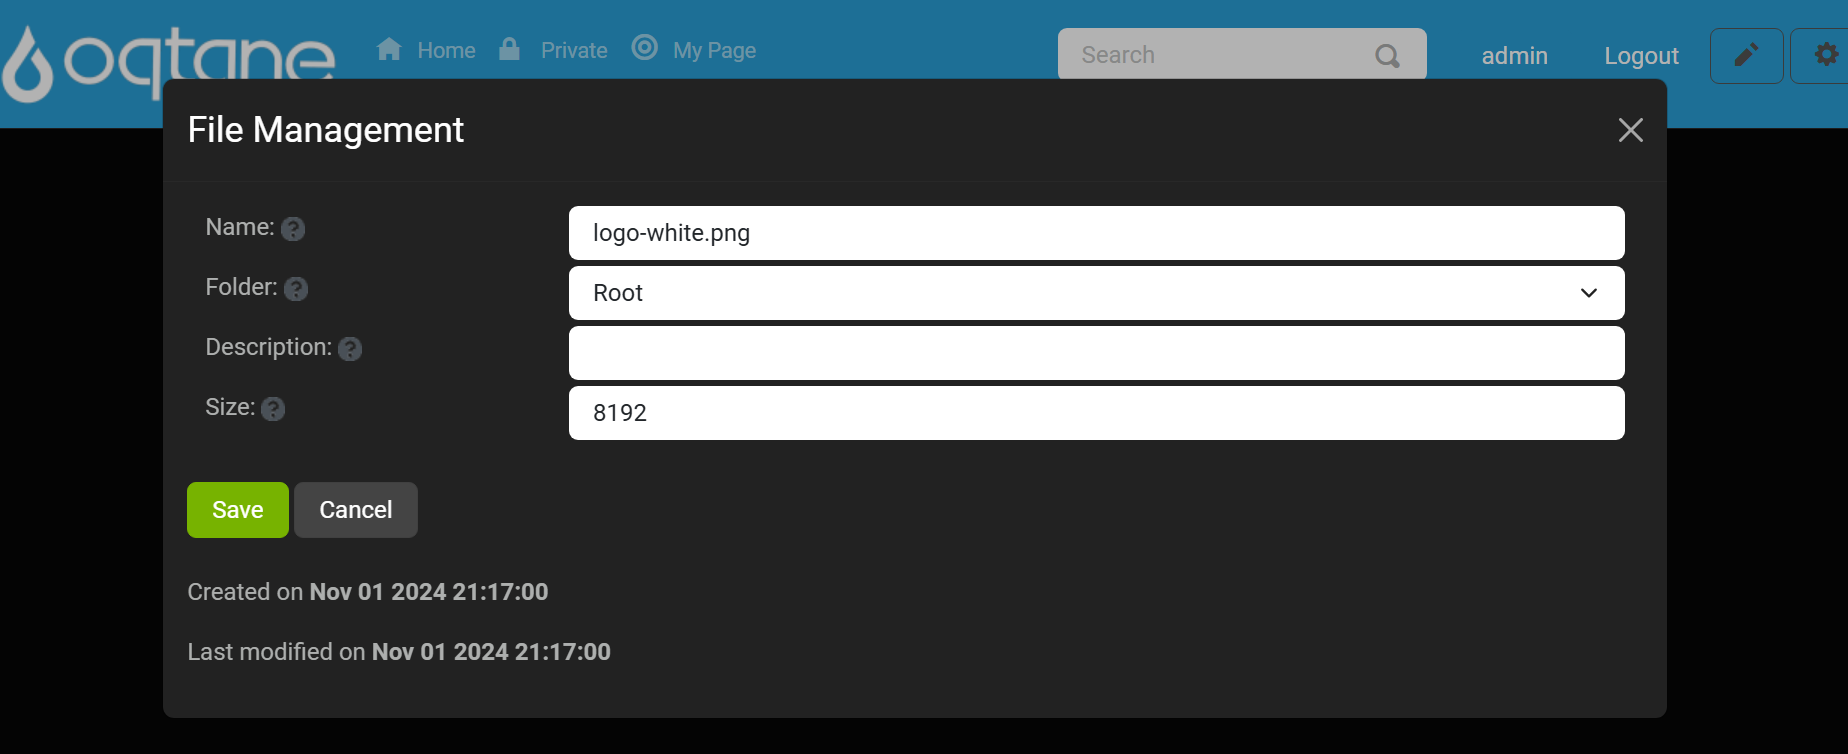 oqtane
Home Private My Page
Search
admin Logout
File Management
Name: ?
logo-white.png
Folder: ?
Root
Description: ?
Size: ?
8192
Save Cancel
Created on Nov 01 2024 21:17:00
Last modified on Nov 01 2024 21:17:00